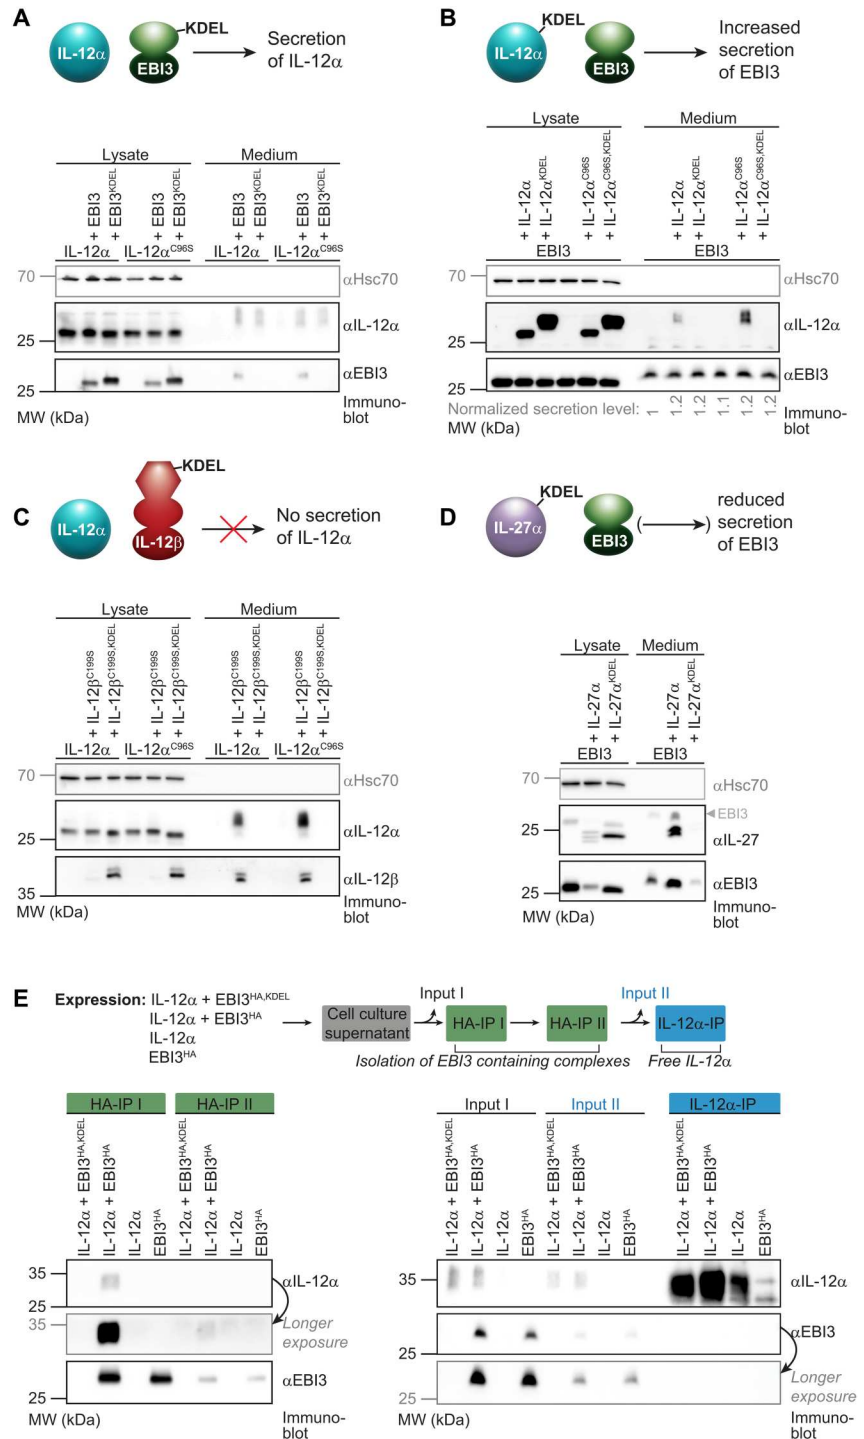 A
IL-12α
EBI3
KDEL
Secretion
of IL-12α
Lysate
Medium
+ EBI3
+ EBI3KDEL
+ EBI3
+ EBI3KDEL
+ EBI3
+ EBI3KDEL
+ EBI3
+ EBI3KDEL
IL-12α
IL-12αC96S
IL-12α
IL-12αC96S
70
αHsc70
αIL-12α
25
αEBI3
25
MW (kDa)
Immuno-
blot
B
KDEL
IL-12α
EBI3
Increased
secretion
of EBI3
Lysate
Medium
+ IL-12α
+ IL-12αKDEL
+ IL-12αC96S
+ IL-12αC96S,KDEL
+ IL-12α
+ IL-12αKDEL
+ IL-12αC96S
+ IL-12αC96S,KDEL
EBI3
EBI3
70
αHsc70
αIL-12α
25
αEBI3
25
Normalized secretion level: 1 1.2 1.2 1.1 1.2 1.2
MW (kDa)
Immuno-
blot
C
IL-12α
KDEL
IL-12β
No secretion
of IL-12α
Lysate
Medium
+ IL-12βC199S
+ IL-12βC199S,KDEL
+ IL-12βC199S
+ IL-12βC199S,KDEL
+ IL-12βC199S
+ IL-12βC199S,KDEL
+ IL-12βC199S
+ IL-12βC199S,KDEL
IL-12α
IL-12αC96S
IL-12α
IL-12αC96S
70
αHsc70
αIL-12α
25
αIL-12β
35
MW (kDa)
Immuno-
blot
D
KDEL
IL-27α
EBI3
( )
reduced
secretion
of EBI3
Lysate
Medium
+ IL-27α
+ IL-27αKDEL
+ IL-27α
+ IL-27αKDEL
EBI3
EBI3
70
αHsc70
EBI3
25
αIL-27
αEBI3
25
MW (kDa)
Immuno-
blot
E
Expression: IL-12α + EBI3HA,KDEL
IL-12α + EBI3HA
IL-12α
EBI3HA
Cell culture
supernatant
Input I
HA-IP I
HA-IP II
Input II
IL-12α-IP
Isolation of EBI3 containing complexes
Free IL-12α
HA-IP I
HA-IP II
IL-12α + EBI3HA,KDEL
IL-12α + EBI3HA
IL-12α
EBI3HA
IL-12α + EBI3HA,KDEL
IL-12α + EBI3HA
IL-12α
EBI3HA
35
αIL-12α
25
35
Longer
exposure
αEBI3
25
MW (kDa)
Immuno-
blot
Input I
Input II
IL-12α-IP
IL-12α + EBI3HA,KDEL
IL-12α + EBI3HA
IL-12α
EBI3HA
IL-12α + EBI3HA,KDEL
IL-12α + EBI3HA
IL-12α
EBI3HA
IL-12α + EBI3HA,KDEL
IL-12α + EBI3HA
IL-12α
EBI3HA
35
αIL-12α
αEBI3
25
Longer
exposure
25
MW (kDa)
Immuno-
blot